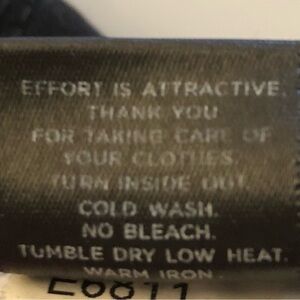 EFFORT IS ATTRACTIVE.
THANK YOU
FOR TAKING CARE OF
YOUR CLOTHES.
TURN INSIDE OUT.
COLD WASH.
NO BLEACH.
TUMBLE DRY LOW HEAT.
WARM IRON.